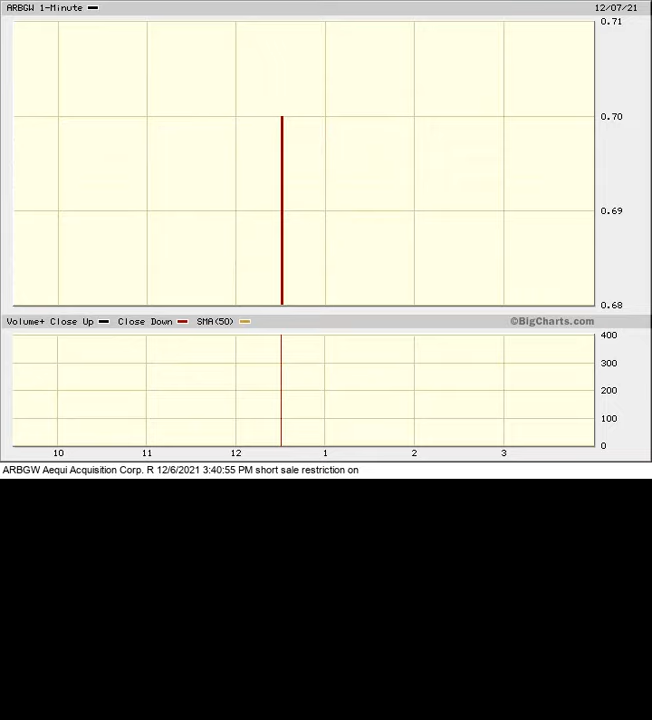 ARBGW 1-Minute 12/07/21
0.71
0.70
0.69
0.68
Volume+ Close Up Close Down SMA(50) ©BigCharts.com
400
300
200
100
0
10 11 12 1 2 3
ARBGW Aequi Acquisition Corp. R 12/6/2021 3:40:55 PM short sale restriction on